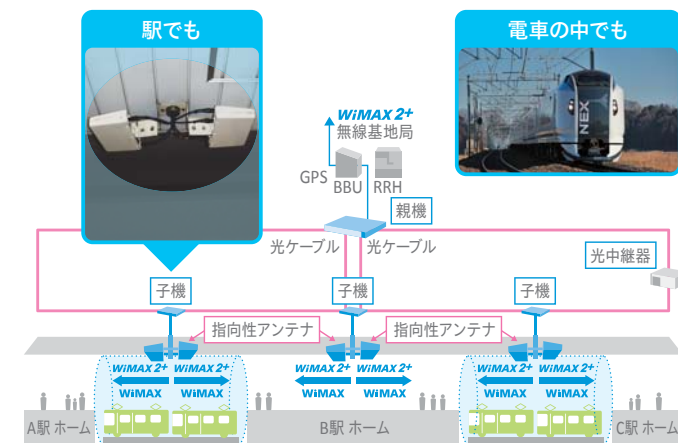 駅でも
電車の中でも
NEX
WiMAX 2+
無線基地局
GPS
BBU
RRH
親機
光ケーブル
光ケーブル
光中継器
子機
子機
子機
指向性アンテナ
指向性アンテナ
WiMAX 2+ WiMAX 2+
WiMAX WiMAX
WiMAX 2+ WiMAX 2+
WiMAX WiMAX
WiMAX 2+ WiMAX 2+
WiMAX WiMAX
A駅 ホーム
B駅 ホーム
C駅 ホーム